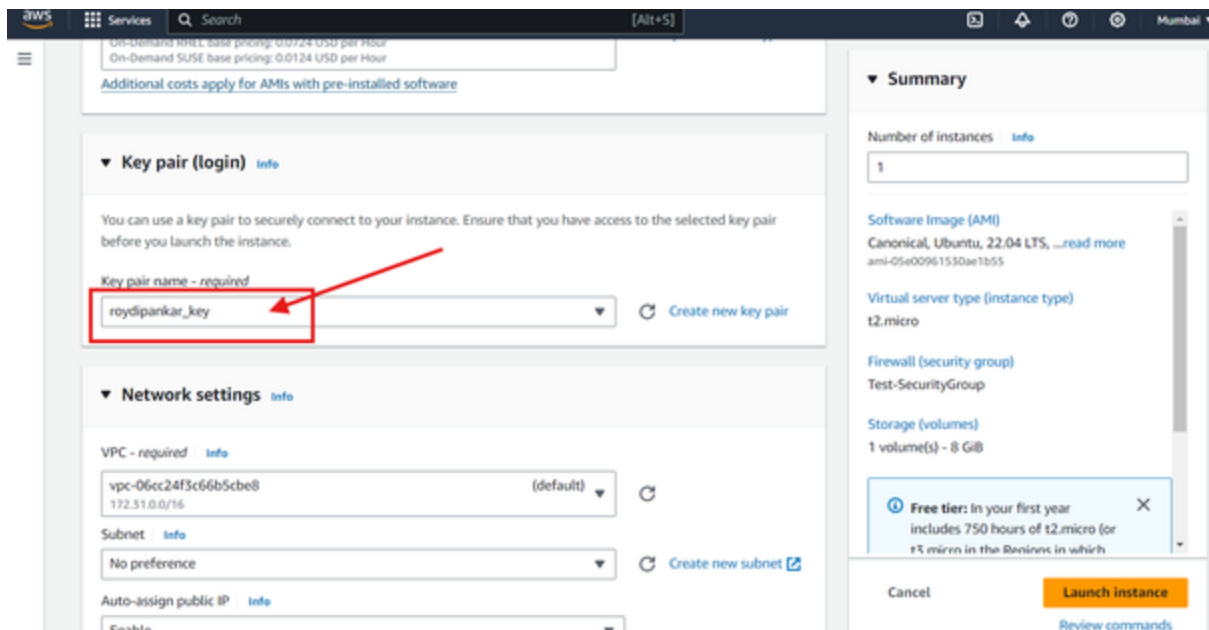 aws
Services
Search
[Alt+S]
Mumbai
On-Demand RHEL base pricing: 0.0724 USD per Hour
On-Demand SUSE base pricing: 0.0124 USD per Hour
Additional costs apply for AMIs with pre-installed software
Key pair (login) Info
You can use a key pair to securely connect to your instance. Ensure that you have access to the selected key pair
before you launch the instance.
Key pair name - required
roydipankar_key
Create new key pair
Network settings Info
VPC - required Info
vpc-06cc24f3c66b5cbe8 (default)
172.31.0.0/16
Subnet Info
No preference
Create new subnet
Auto-assign public IP Info
Enable
Summary
Number of instances Info
1
Software Image (AMI)
Canonical, Ubuntu, 22.04 LTS, ...read more
ami-05e00961530ae1b55
Virtual server type (instance type)
t2.micro
Firewall (security group)
Test-SecurityGroup
Storage (volumes)
1 volume(s) - 8 GiB
Free tier: In your first year
includes 750 hours of t2.micro (or
t3.micro in the Regions in which
Cancel
Launch instance
Review commands